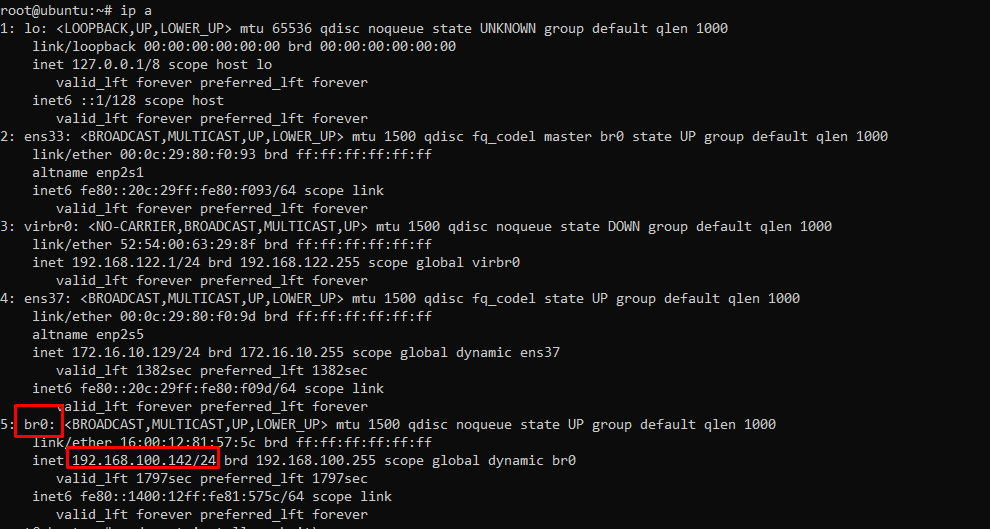 root@ubuntu:~# ip a
1: lo: <LOOPBACK,UP,LOWER_UP> mtu 65536 qdisc noqueue state UNKNOWN group default qlen 1000
    link/loopback 00:00:00:00:00:00 brd 00:00:00:00:00:00
    inet 127.0.0.1/8 scope host lo
       valid_lft forever preferred_lft forever
    inet6 ::1/128 scope host
       valid_lft forever preferred_lft forever
2: ens33: <BROADCAST,MULTICAST,UP,LOWER_UP> mtu 1500 qdisc fq_codel master br0 state UP group default qlen 1000
    link/ether 00:0c:29:80:f0:93 brd ff:ff:ff:ff:ff:ff
    altname enp2s1
    inet6 fe80::20c:29ff:fe80:f093/64 scope link
       valid_lft forever preferred_lft forever
3: virbr0: <NO-CARRIER,BROADCAST,MULTICAST,UP> mtu 1500 qdisc noqueue state DOWN group default qlen 1000
    link/ether 52:54:00:63:29:8f brd ff:ff:ff:ff:ff:ff
    inet 192.168.122.1/24 brd 192.168.122.255 scope global virbr0
       valid_lft forever preferred_lft forever
4: ens37: <BROADCAST,MULTICAST,UP,LOWER_UP> mtu 1500 qdisc fq_codel state UP group default qlen 1000
    link/ether 00:0c:29:80:f0:9d brd ff:ff:ff:ff:ff:ff
    altname enp2s5
    inet 172.16.10.129/24 brd 172.16.10.255 scope global dynamic ens37
       valid_lft 1382sec preferred_lft 1382sec
    inet6 fe80::20c:29ff:fe80:f09d/64 scope link
       valid_lft forever preferred_lft forever
5: br0: <BROADCAST,MULTICAST,UP,LOWER_UP> mtu 1500 qdisc noqueue state UP group default qlen 1000
    link/ether 16:00:12:81:57:5c brd ff:ff:ff:ff:ff:ff
    inet 192.168.100.142/24 brd 192.168.100.255 scope global dynamic br0
       valid_lft 1797sec preferred_lft 1797sec
    inet6 fe80::1400:12ff:fe81:575c/64 scope link
       valid_lft forever preferred_lft forever